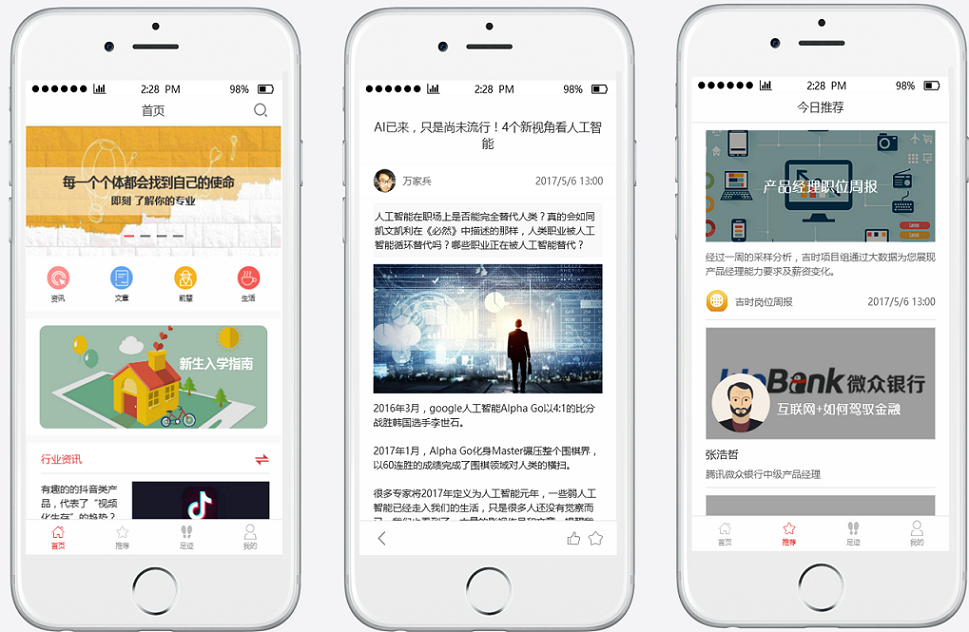 2:28 PM
98%
首页
每一个个体都会找到自己的使命
即刻 了解你的专业
资讯
文章
前辈
生活
新生入学指南
行业资讯
有趣的的抖音类产
品，代表了“视频
化生存”的趋势？
首页
推荐
足迹
我的
2:28 PM
98%
AI已来，只是尚未流行！4个新视角看人工智
能
万家兵
2017/5/6 13:00
人工智能在职场上是否能完全替代人类？真的会如同
凯文凯利在《必然》中描述的那样，人类职业被人工
智能循环替代吗？哪些职业正在被人工智能替代？
2016年3月，google人工智能Alpha Go以4:1的比分
战胜韩国选手李世石。
2017年1月，Alpha Go化身Master碾压整个围棋界，
以60连胜的成绩完成了围棋领域对人类的横扫。
很多专家将2017年定义为人工智能元年，一些弱人工
智能已经走入我们的生活，只是很多人还没有觉察而
2:28 PM
98%
今日推荐
产品经理职位周报
经过一周的采样分析，吉时项目组通过大数据为您展现
产品经理能力要求及薪资变化。
吉时岗位周报
2017/5/6 13:00
WeBank 微众银行
互联网+如何驾驭金融
张浩哲
腾讯微众银行中级产品经理
首页
推荐
足迹
我的